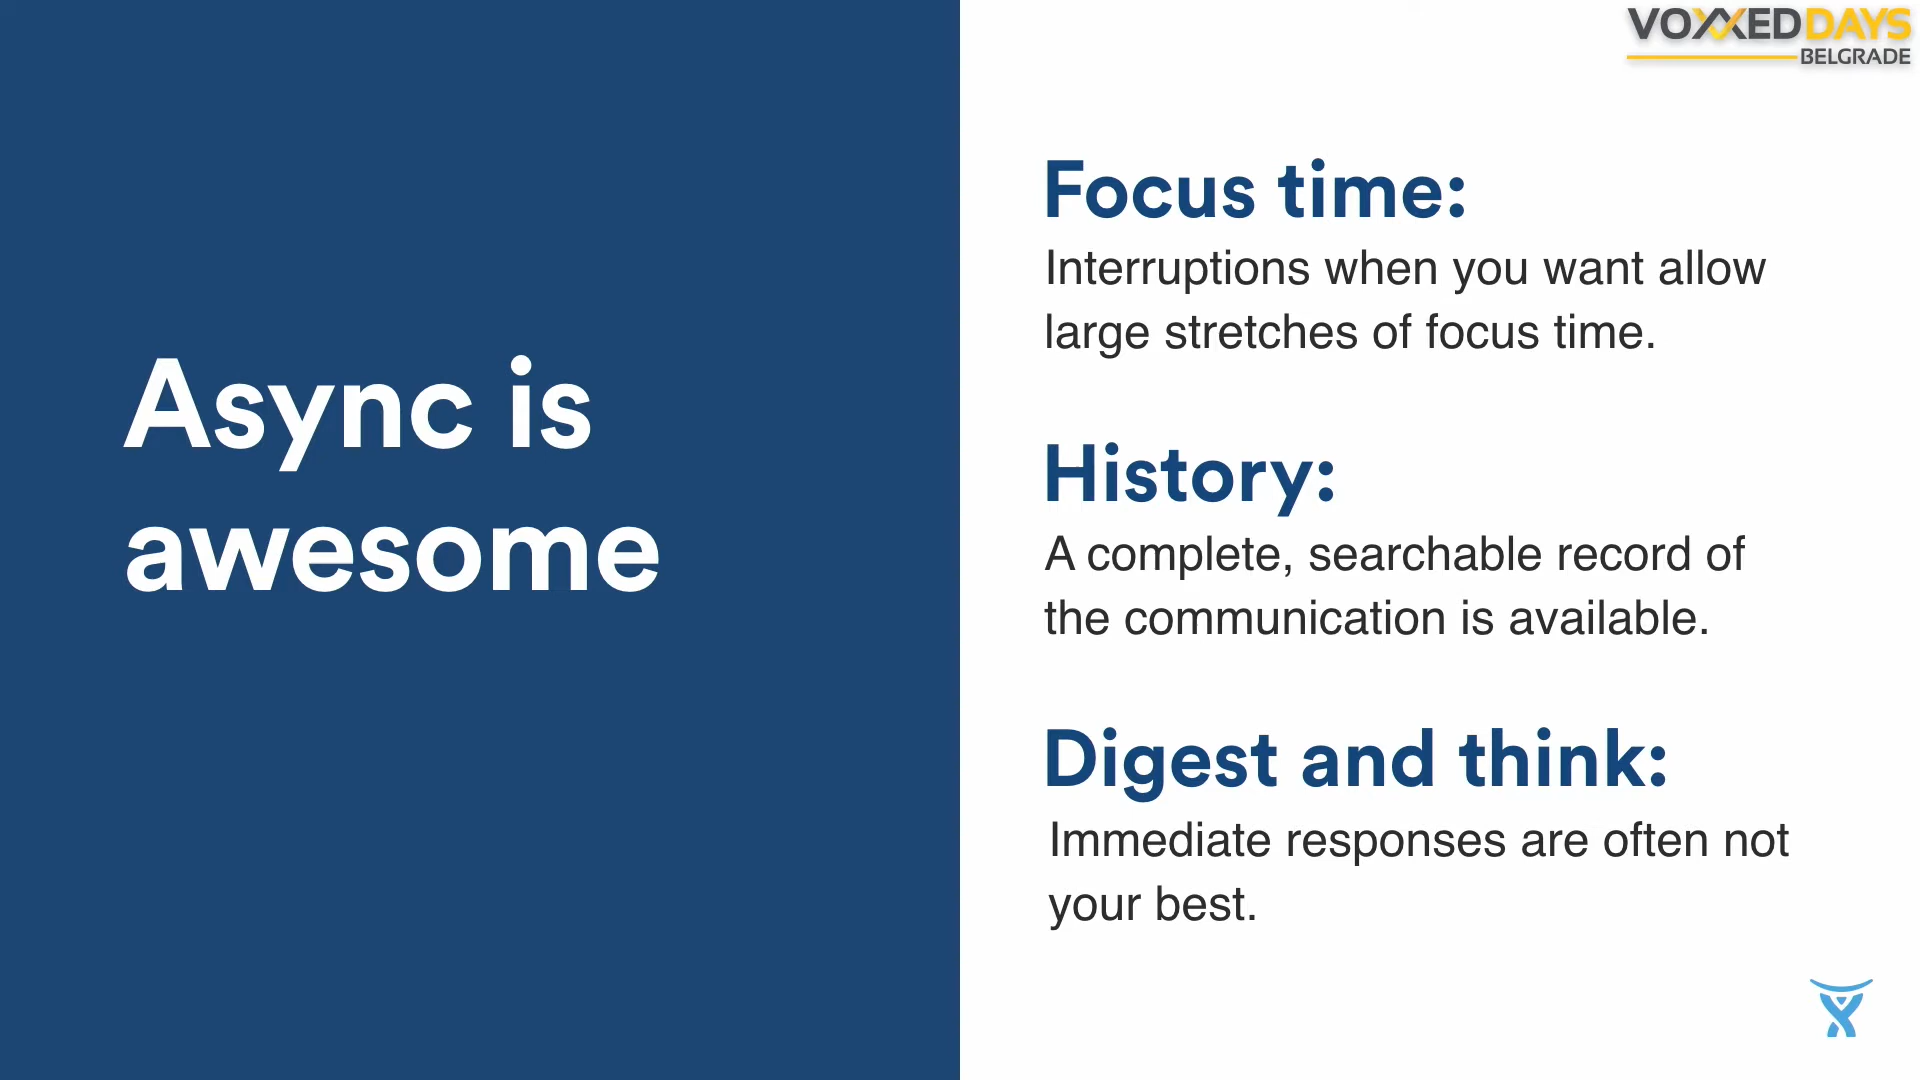 VOXXEDDAYS
BELGRADE
Async is
awesome
Focus time:
Interruptions when you want allow
large stretches of focus time.
History:
A complete, searchable record of
the communication is available.
Digest and think:
Immediate responses are often not
your best.